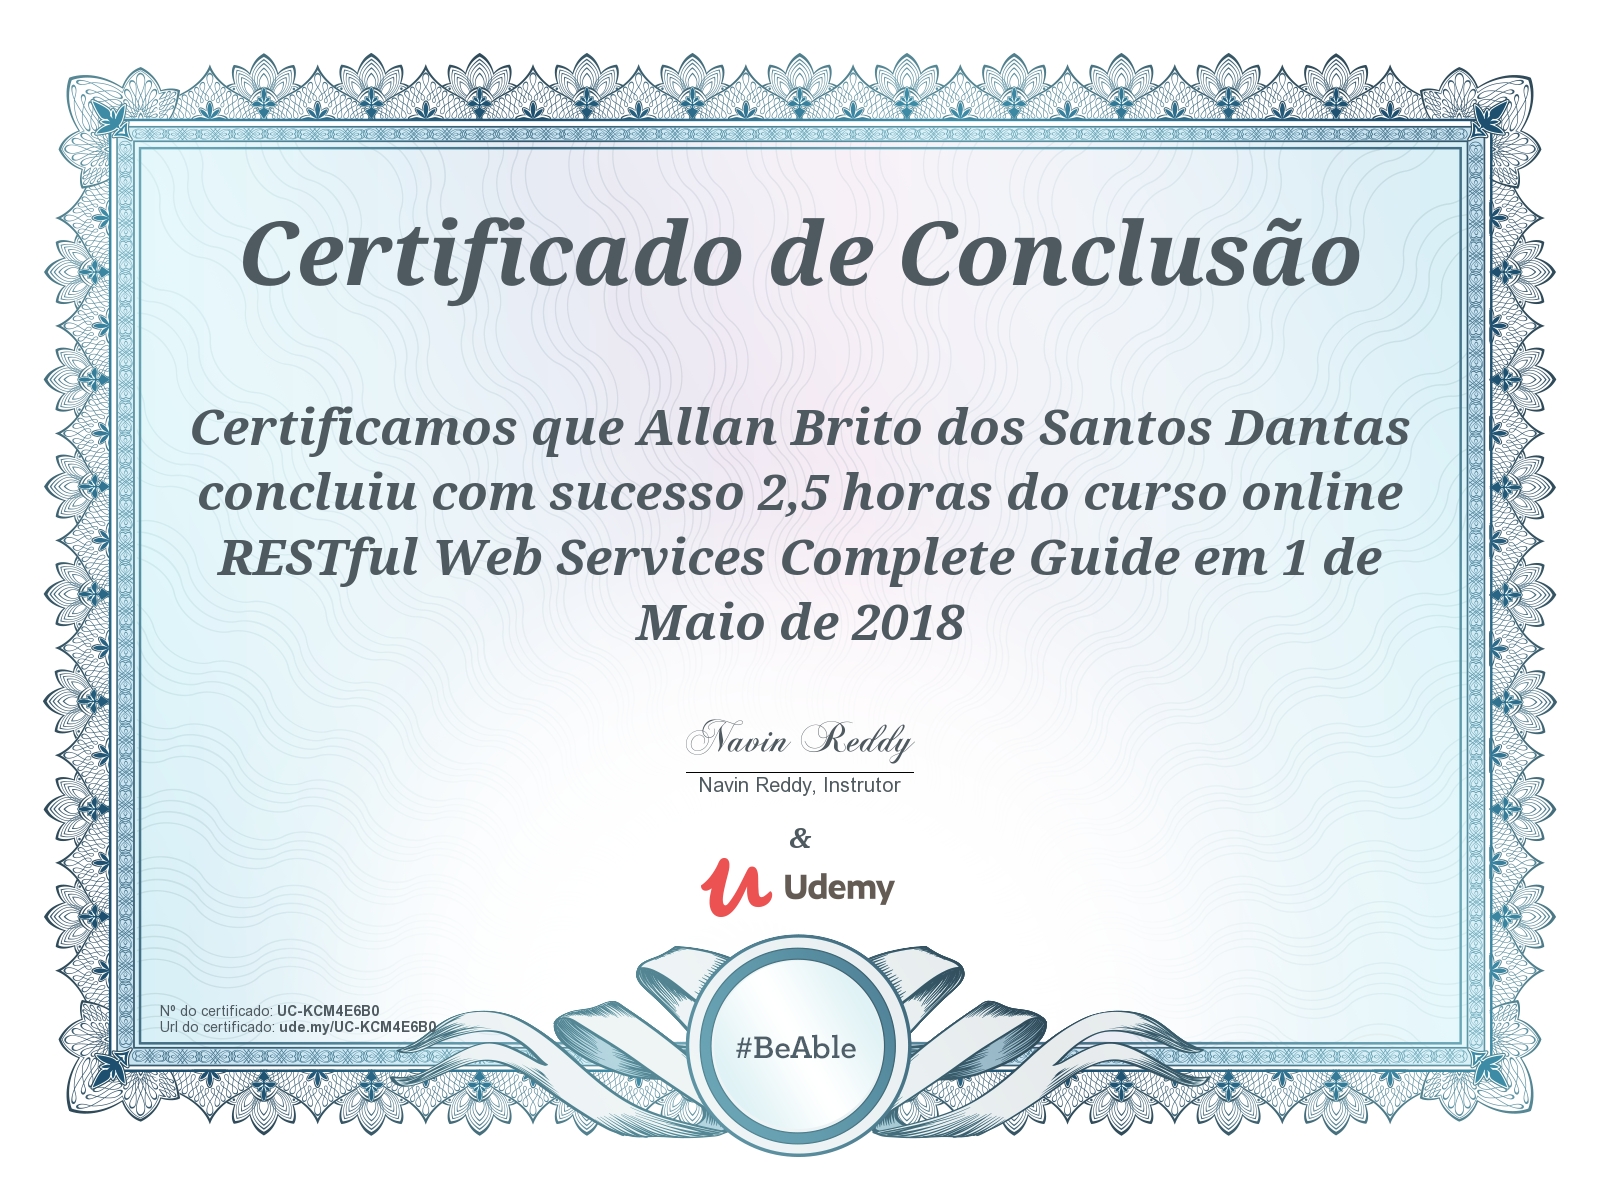 Certificado de Conclusão
Certificamos que Allan Brito dos Santos Dantas
concluiu com sucesso 2,5 horas do curso online
RESTful Web Services Complete Guide em 1 de
Maio de 2018
Navin Reddy
Navin Reddy, Instrutor
&
Udemy
Nº do certificado: UC-KCM4E6B0
Url do certificado: ude.my/UC-KCM4E6B0
#BeAble